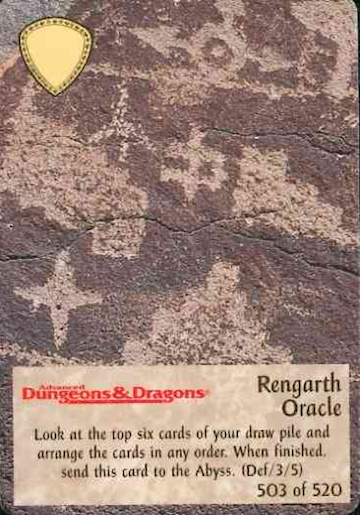 Advanced
Dungeons & Dragons®
Rengarth
Oracle
Look at the top six cards of your draw pile and
arrange the cards in any order. When finished,
send this card to the Abyss. (Def/3/5)
503 of 520